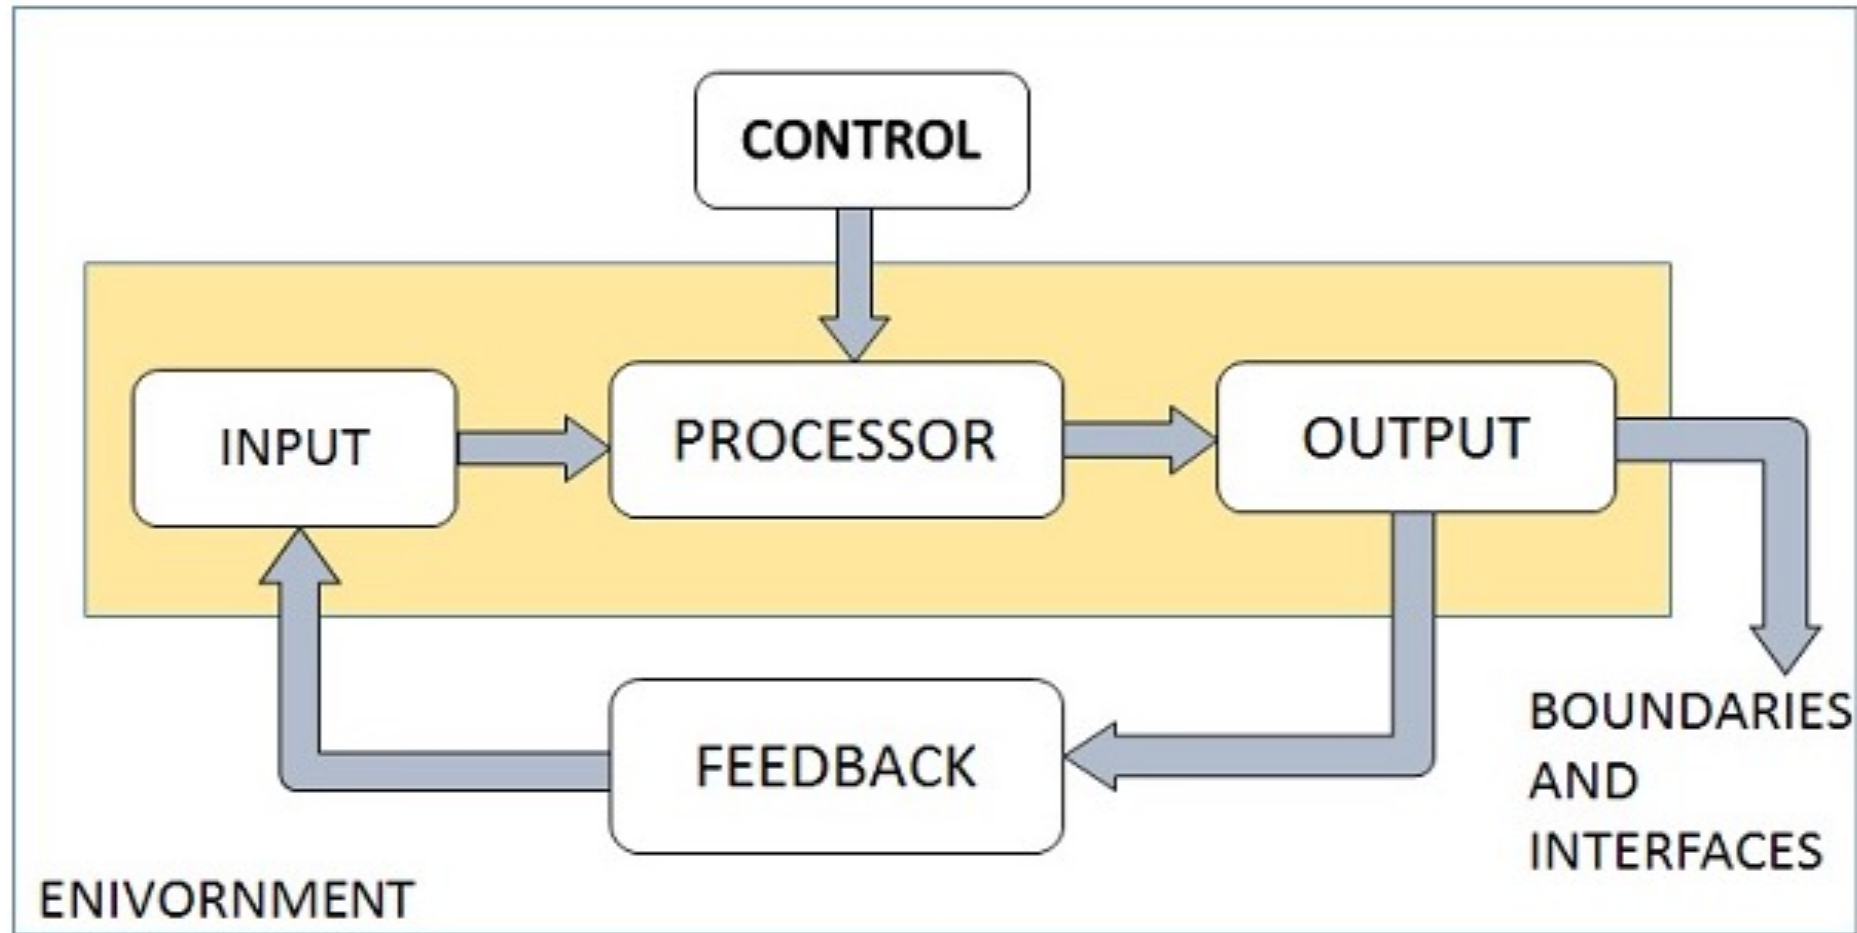 CONTROL
INPUT
PROCESSOR
OUTPUT
FEEDBACK
BOUNDARIES
AND
INTERFACES
ENIVORNMENT